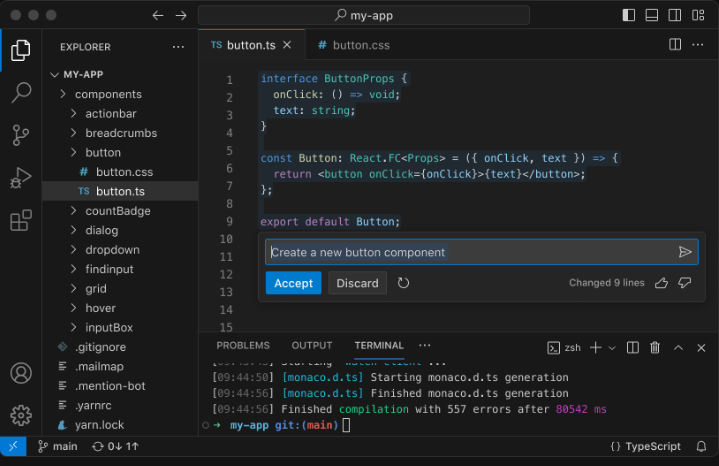 my-app
EXPLORER
MY-APP
components
actionbar
breadcrumbs
button
# button.css
TS button.ts
countBadge
dialog
dropdown
findinput
grid
hover
inputBox
.gitignore
.mailmap
.mention-bot
.yarnrc
yarn.lock
TS button.ts
# button.css
1 interface ButtonProps {
2 onClick: () => void;
3 text: string;
4 }
5
6 const Button: React.FC<Props> = ({ onClick, text }) => {
7 return <button onClick={onClick}>{text}</button>;
8 };
9 export default Button;
10
11
12
13
14
15
Create a new button component
Accept Discard Changed 9 lines
PROBLEMS OUTPUT TERMINAL zsh
[09:44:50] [monaco.d.ts] Starting monaco.d.ts generation
[09:44:56] [monaco.d.ts] Finished monaco.d.ts generation
[09:44:56] Finished compilation with 557 errors after 80542 ms
my-app git:(main)
main 0↓ 1↑ {} TypeScript